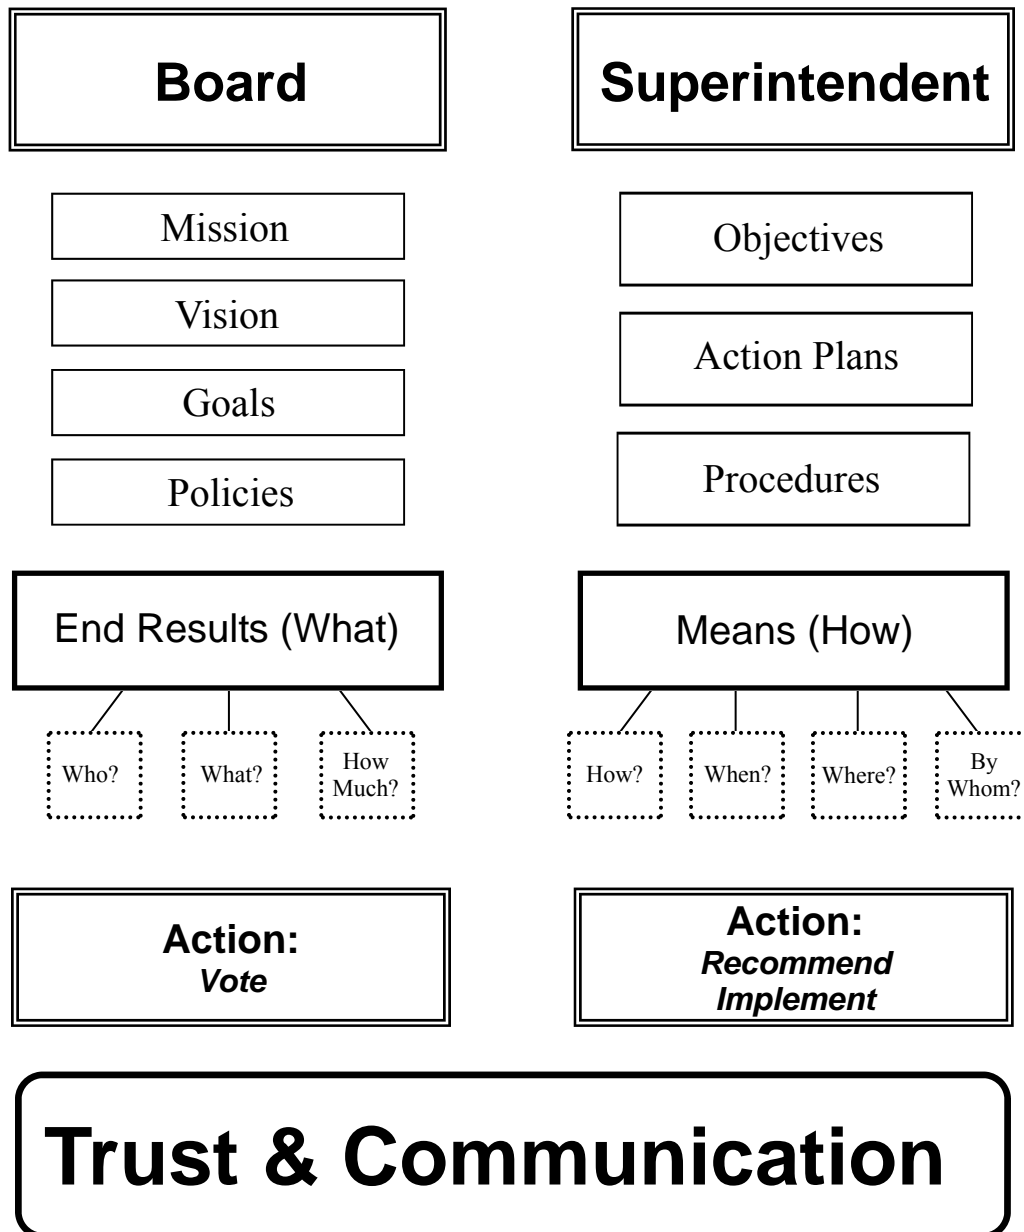 Board
Mission
Vision
Goals
Policies
End Results (What)
Who?
What?
How
Much?
Action:
Vote
Superintendent
Objectives
Action Plans
Procedures
Means (How)
How?
When?
Where?
By
Whom?
Action:
Recommend
Implement
Trust & Communication